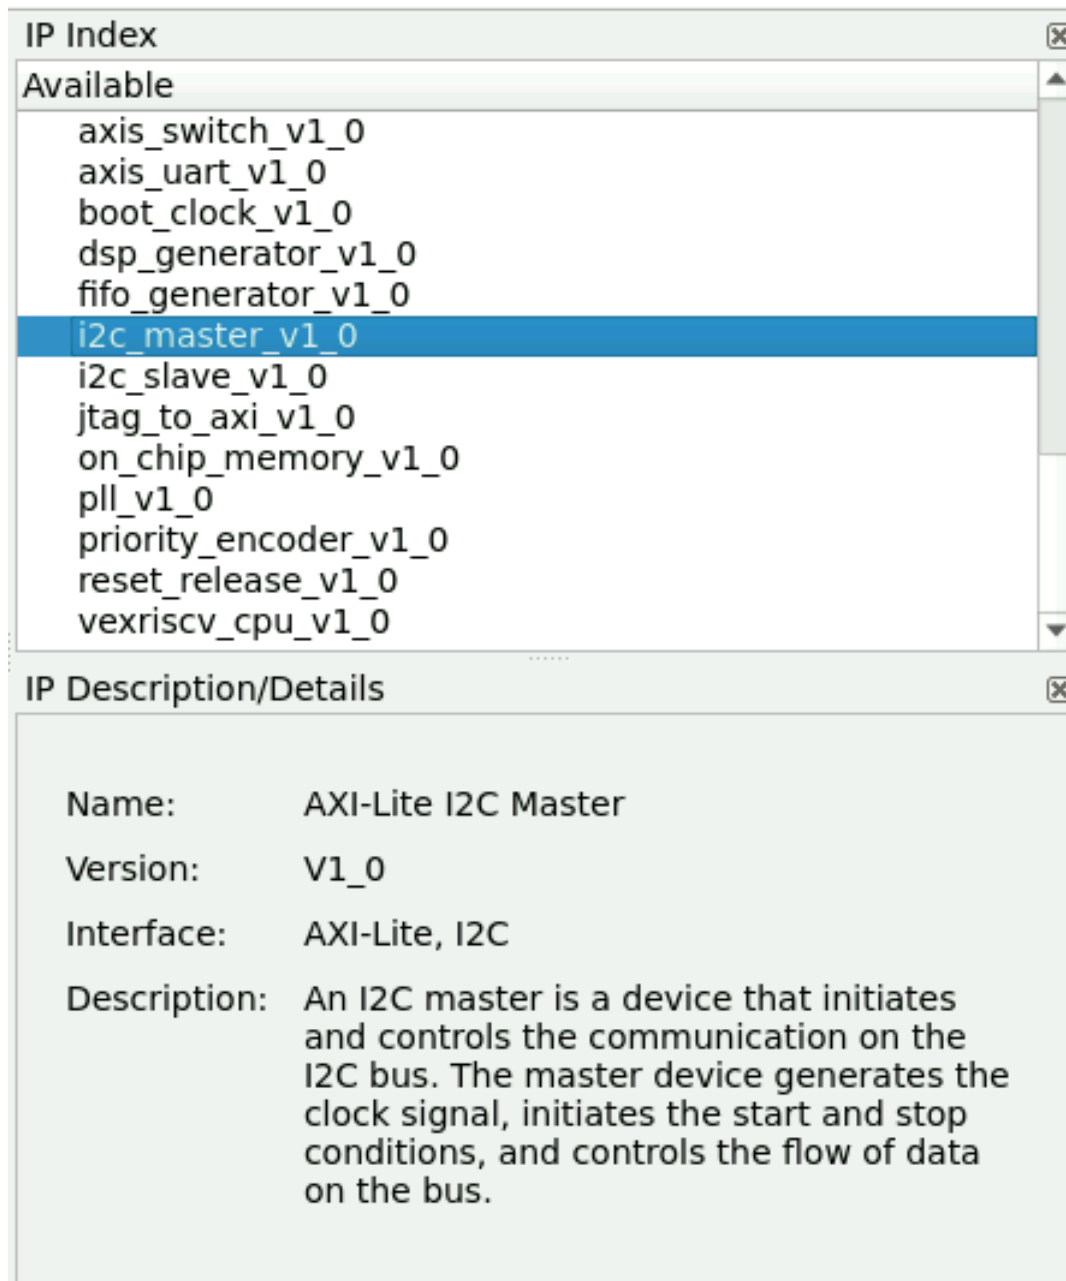 IP Index
Available
axis_switch_v1_0
axis_uart_v1_0
boot_clock_v1_0
dsp_generator_v1_0
fifo_generator_v1_0
i2c_master_v1_0
i2c_slave_v1_0
jtag_to_axi_v1_0
on_chip_memory_v1_0
pll_v1_0
priority_encoder_v1_0
reset_release_v1_0
vexriscv_cpu_v1_0
IP Description/Details
Name: AXI-Lite I2C Master
Version: V1_0
Interface: AXI-Lite, I2C
Description: An I2C master is a device that initiates
and controls the communication on the
I2C bus. The master device generates the
clock signal, initiates the start and stop
conditions, and controls the flow of data
on the bus.